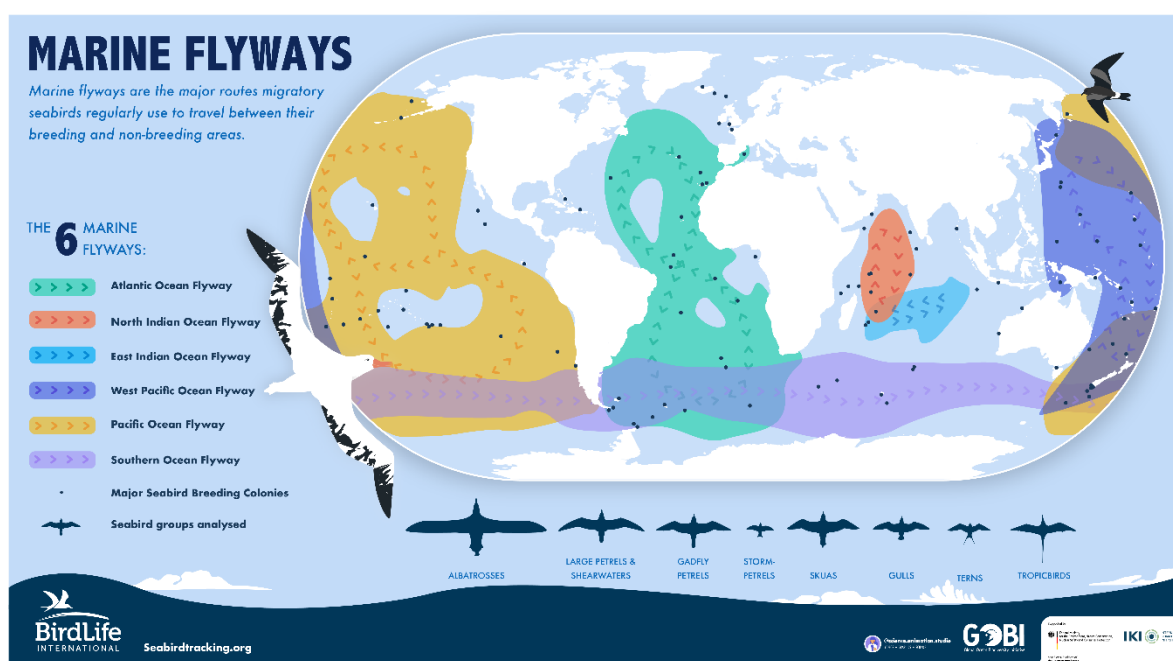 MARINE FLYWAYS
Marine flyways are the major routes migratory
seabirds regularly use to travel between their
breeding and non-breeding areas.
THE 6 MARINE
FLYWAYS:
Atlantic Ocean Flyway
North Indian Ocean Flyway
East Indian Ocean Flyway
West Pacific Ocean Flyway
Pacific Ocean Flyway
Southern Ocean Flyway
Major Seabird Breeding Colonies
Seabird groups analysed
ALBATROSSES
LARGE PETRELS &
SHEARWATERS
GADFLY
PETRELS
STORM-
PETRELS
SKUAS
GULLS
TERNS
TROPICBIRDS
BirdLife
INTERNATIONAL
Seabirdtracking.org
GOBI
IKI